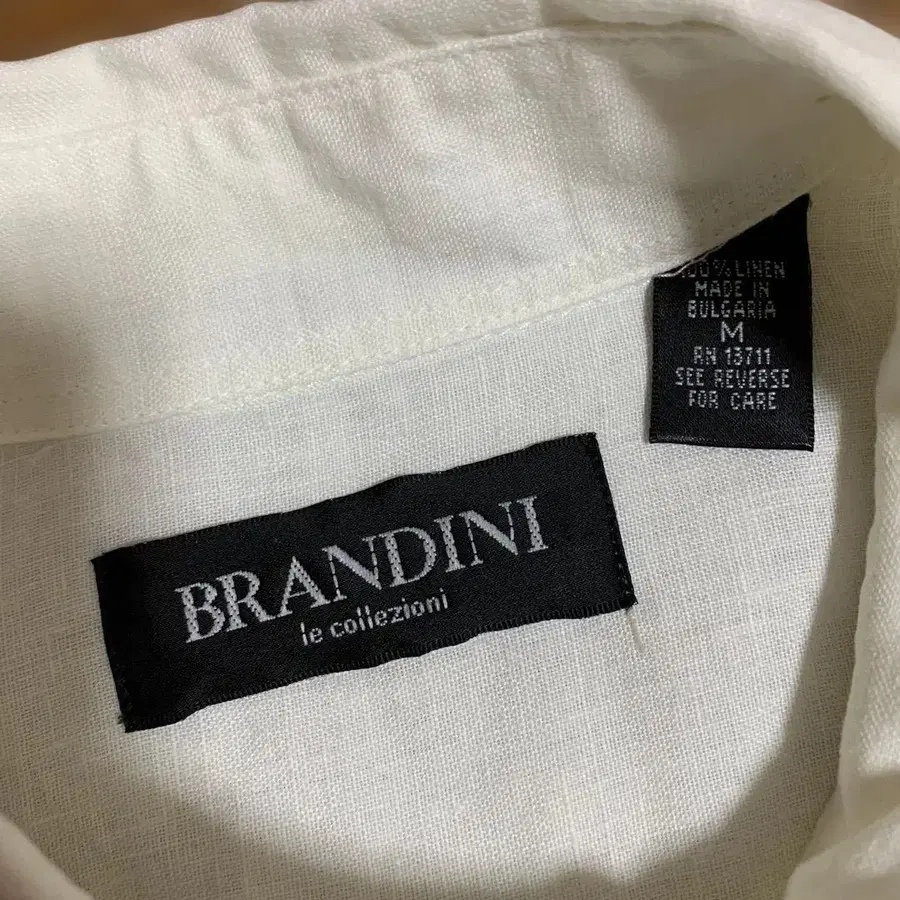 100% LINEN
MADE IN
BULGARIA
M
RN 13711
SEE REVERSE
FOR CARE
BRANDINI
le collezioni